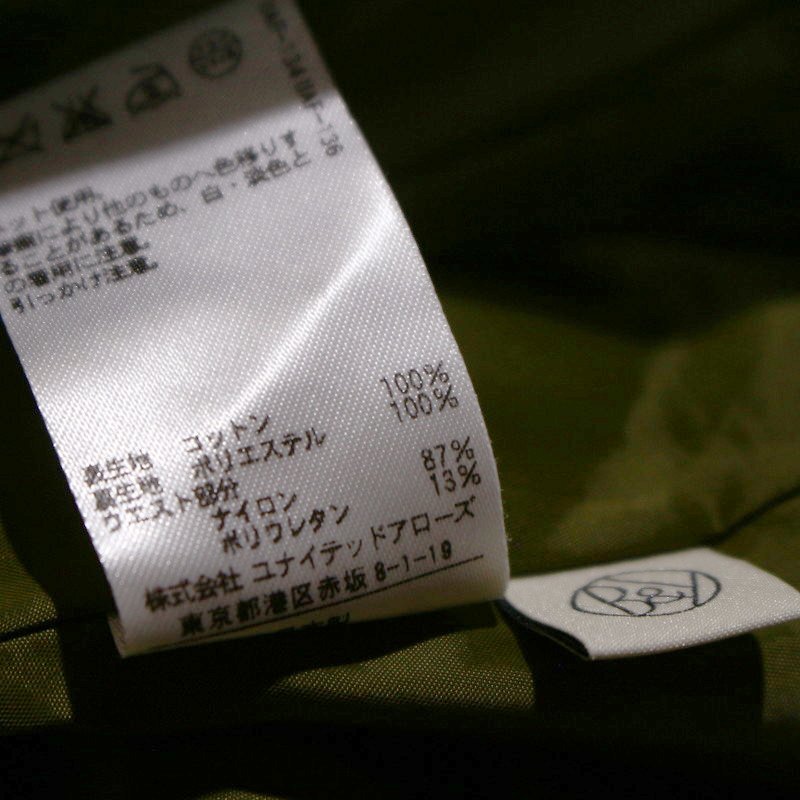 ネット使用。
摩擦により他のものへ色移りす
ることがあるため、白・淡色と
の着用に注意。
引っかけ注意。
表生地 コットン 100%
裏生地 ポリエステル 100%
ウエスト部分
ナイロン 87%
ポリウレタン 13%
株式会社 ユナイテッドアローズ
東京都港区赤坂8-1-19
B&Y